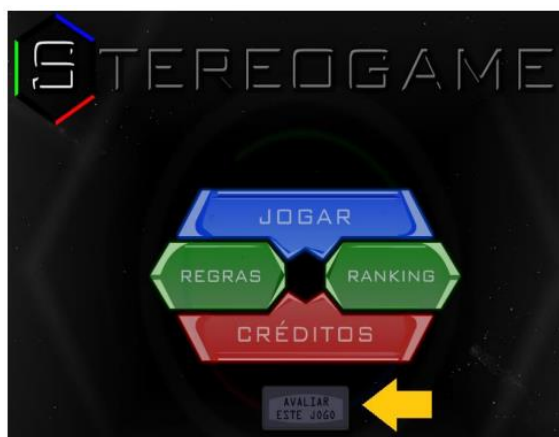 STEREOGAME
JOGAR
REGRAS
RANKING
CRÉDITOS
AVALIAR
ESTE JOGO